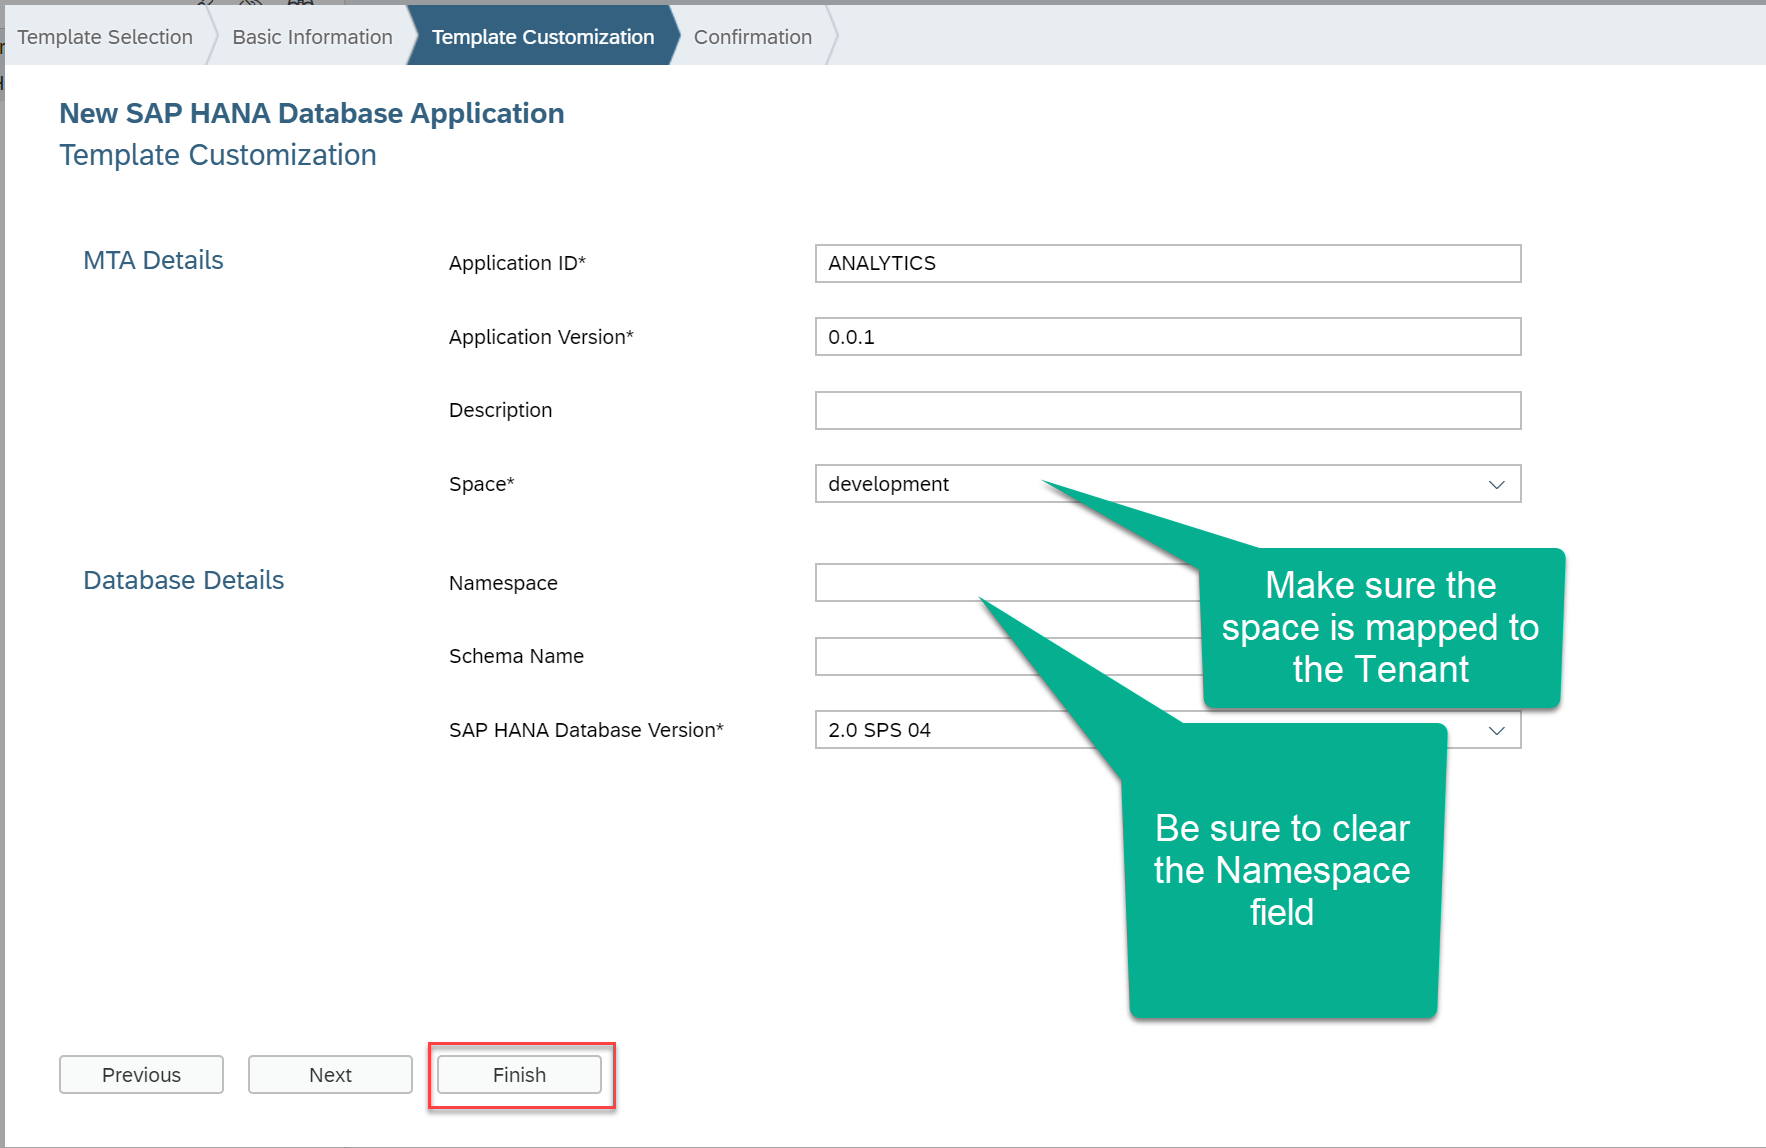 Template Selection
Basic Information
Template Customization
Confirmation
New SAP HANA Database Application
Template Customization
MTA Details
Application ID*
ANALYTICS
Application Version*
0.0.1
Description
Space*
development
Database Details
Namespace
Schema Name
SAP HANA Database Version*
2.0 SPS 04
Make sure the
space is mapped to
the Tenant
Be sure to clear
the Namespace
field
Previous
Next
Finish